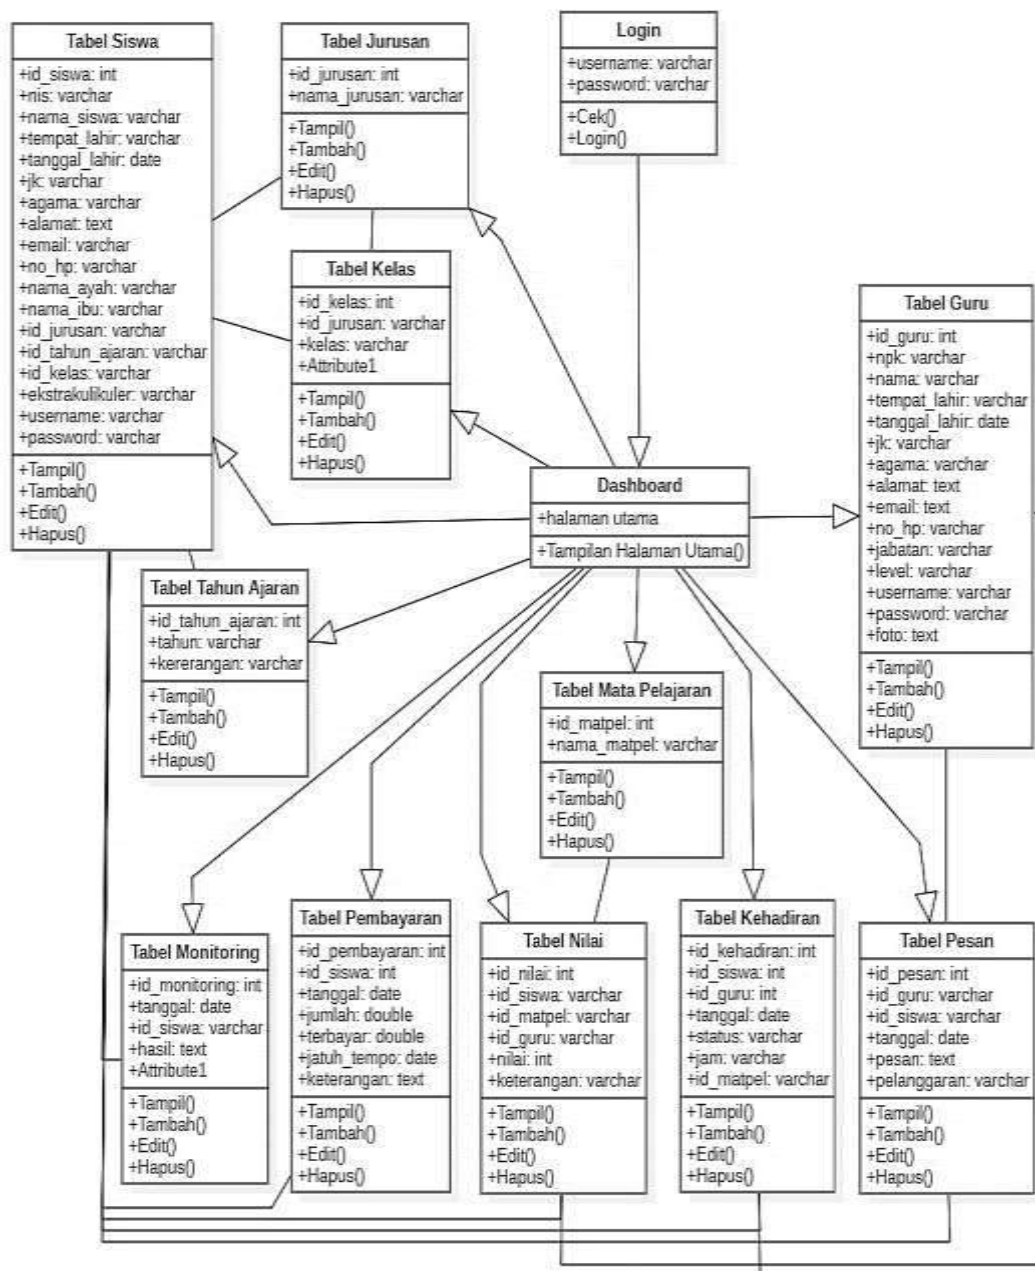 Tabel Siswa
+id_siswa: int
+nis: varchar
+nama_siswa: varchar
+tempat_lahir: varchar
+tanggal_lahir: date
+jk: varchar
+agama: varchar
+alamat: text
+email: varchar
+no_hp: varchar
+nama_ayah: varchar
+nama_ibu: varchar
+id_jurusan: varchar
+id_tahun_ajaran: varchar
+id_kelas: varchar
+ekstrakulikuler: varchar
+username: varchar
+password: varchar
+Tampil()
+Tambah()
+Edit()
+Hapus()
Tabel Jurusan
+id_jurusan: int
+nama_jurusan: varchar
+Tampil()
+Tambah()
+Edit()
+Hapus()
Login
+username: varchar
+password: varchar
+Cek()
+Login()
Tabel Kelas
+id_kelas: int
+id_jurusan: varchar
+kelas: varchar
+Attribute1
+Tampil()
+Tambah()
+Edit()
+Hapus()
Tabel Guru
+id_guru: int
+npk: varchar
+nama: varchar
+tempat_lahir: varchar
+tanggal_lahir: date
+jk: varchar
+agama: varchar
+alamat: text
+email: text
+no_hp: varchar
+jabatan: varchar
+level: varchar
+username: varchar
+password: varchar
+foto: text
+Tampil()
+Tambah()
+Edit()
+Hapus()
Dashboard
+halaman utama
+Tampilan Halaman Utama()
Tabel Tahun Ajaran
+id_tahun_ajaran: int
+tahun: varchar
+kererangan: varchar
+Tampil()
+Tambah()
+Edit()
+Hapus()
Tabel Mata Pelajaran
+id_matpel: int
+nama_matpel: varchar
+Tampil()
+Tambah()
+Edit()
+Hapus()
Tabel Monitoring
+id_monitoring: int
+tanggal: date
+id_siswa: varchar
+hasil: text
+Attribute1
+Tampil()
+Tambah()
+Edit()
+Hapus()
Tabel Pembayaran
+id_pembayaran: int
+id_siswa: int
+tanggal: date
+jumlah: double
+terbayar: double
+jatuh_tempo: date
+keterangan: text
+Tampil()
+Tambah()
+Edit()
+Hapus()
Tabel Nilai
+id_nilai: int
+id_siswa: varchar
+id_matpel: varchar
+id_guru: varchar
+nilai: int
+keterangan: varchar
+Tampil()
+Tambah()
+Edit()
+Hapus()
Tabel Kehadiran
+id_kehadiran: int
+id_siswa: int
+id_guru: int
+tanggal: date
+status: varchar
+jam: varchar
+id_matpel: varchar
+Tampil()
+Tambah()
+Edit()
+Hapus()
Tabel Pesan
+id_pesan: int
+id_guru: varchar
+id_siswa: varchar
+tanggal: date
+pesan: text
+pelanggaran: varchar
+Tampil()
+Tambah()
+Edit()
+Hapus()